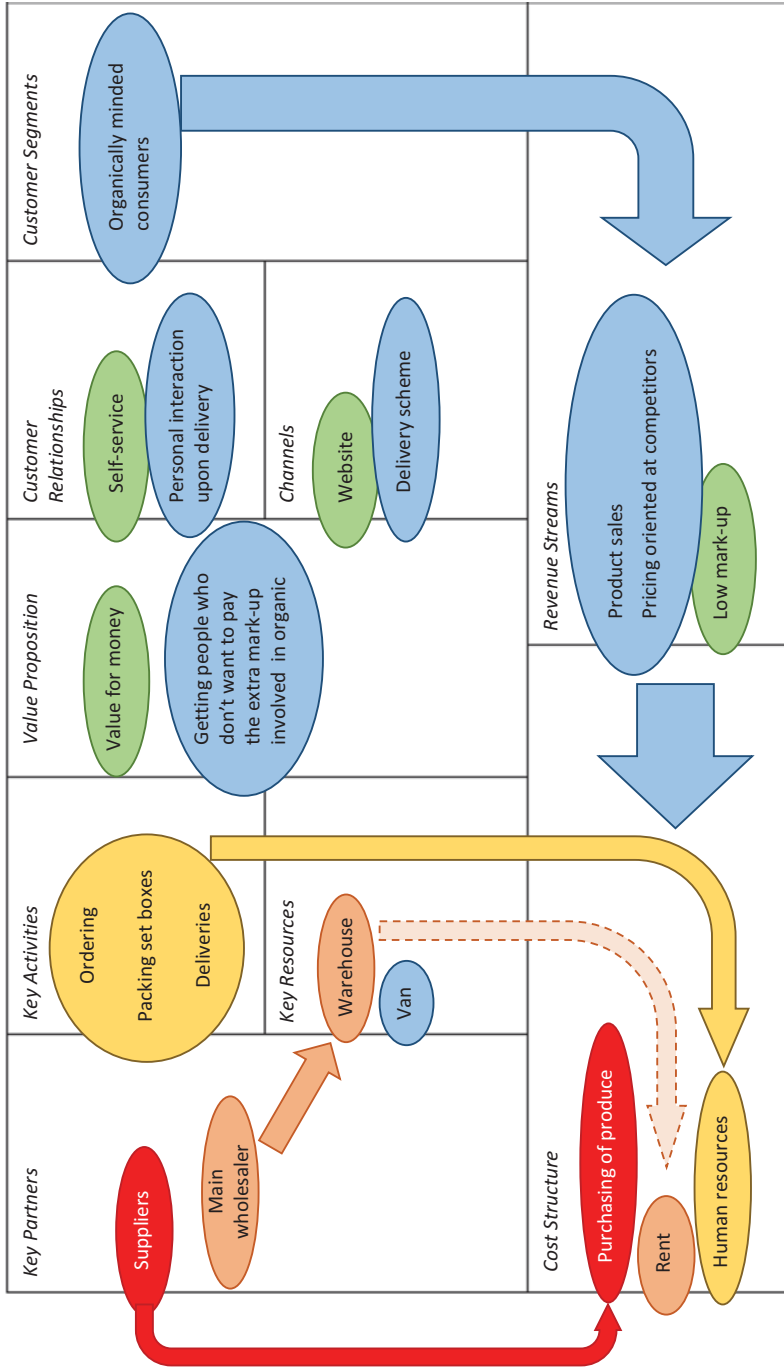 Key Partners
Suppliers
Main
wholesaler
Key Activities
Ordering
Packing set boxes
Deliveries
Key Resources
Warehouse
Van
Value Proposition
Value for money
Getting people who
don't want to pay
the extra mark-up
involved in organic
Customer
Relationships
Self-service
Personal interaction
upon delivery
Channels
Website
Delivery scheme
Customer Segments
Organically minded
consumers
Cost Structure
Purchasing of produce
Rent
Human resources
Revenue Streams
Product sales
Pricing oriented at competitors
Low mark-up